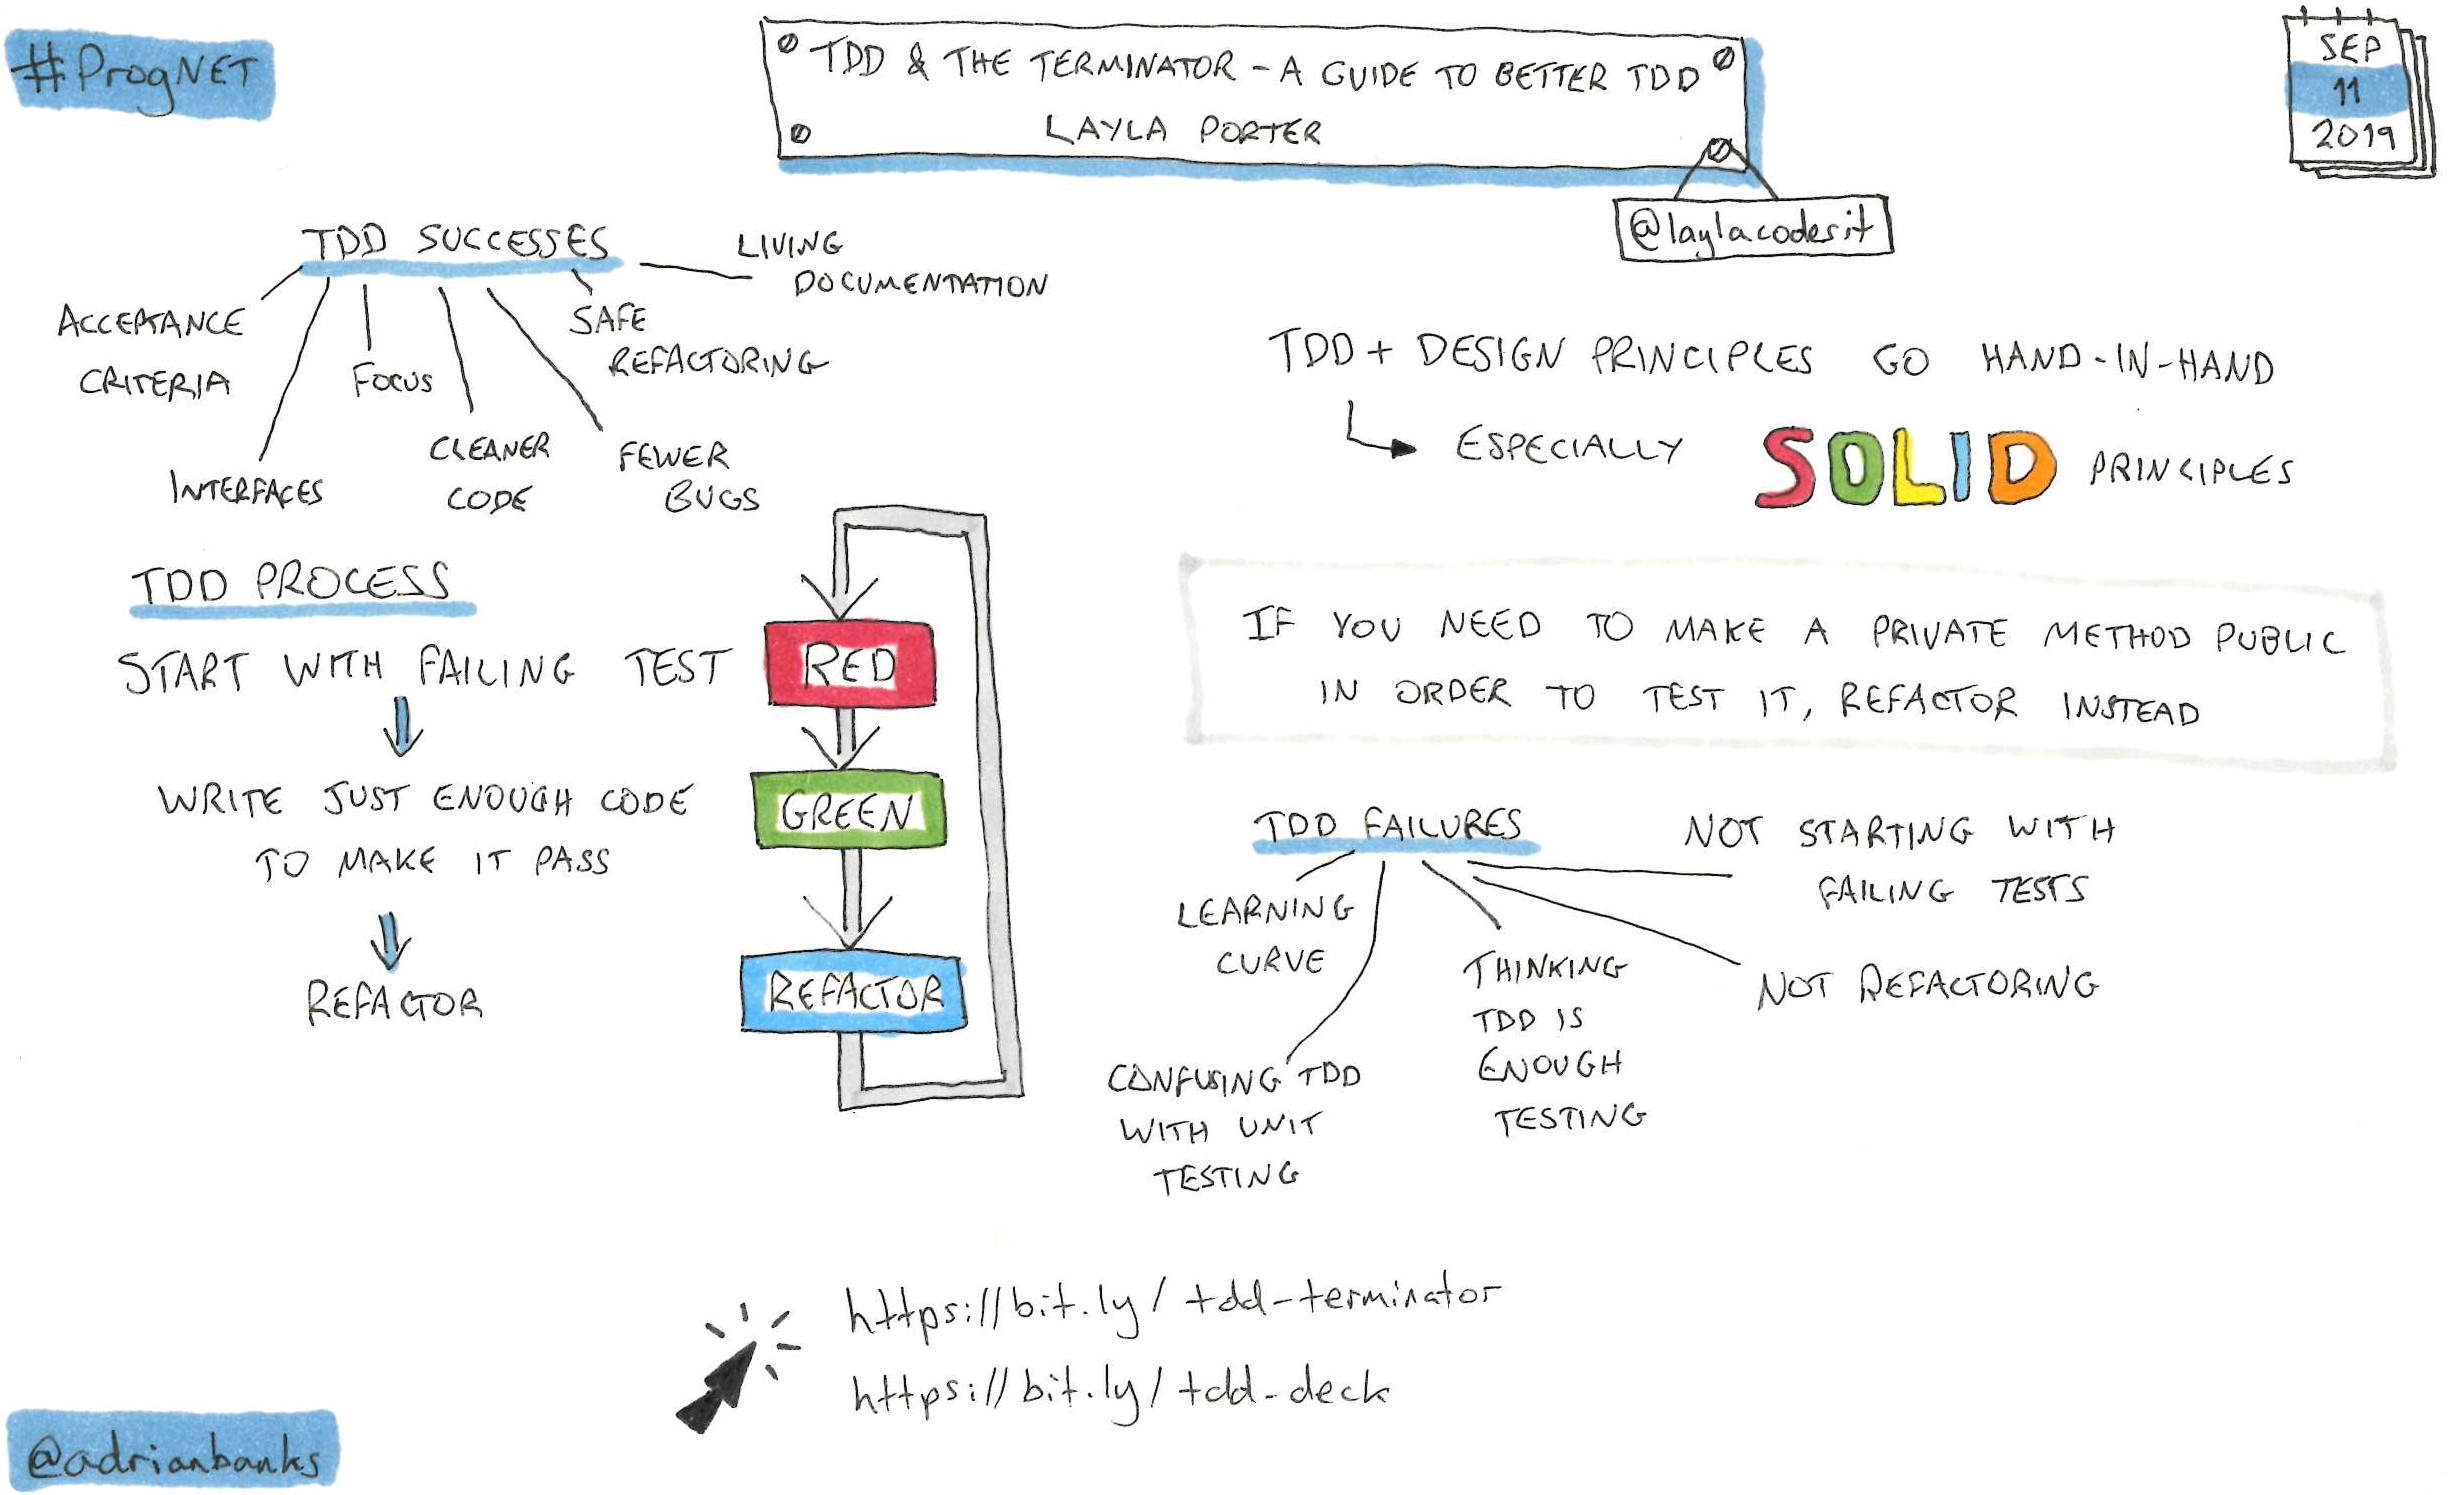 #ProgNET
TDD & THE TERMINATOR - A GUIDE TO BETTER TDD
LAYLA PORTER
@laylacodesit
SEP
11
2019
TDD SUCCESSES
ACCEPTANCE
CRITERIA
INTERFACES
FOCUS
CLEANER
CODE
FEWER
BUGS
SAFE
REFACTORING
LIVING
DOCUMENTATION
TDD PROCESS
START WITH FAILING TEST
WRITE JUST ENOUGH CODE
TO MAKE IT PASS
REFACTOR
RED
GREEN
REFACTOR
TDD + DESIGN PRINCIPLES GO HAND-IN-HAND
ESPECIALLY SOLID PRINCIPLES
IF YOU NEED TO MAKE A PRIVATE METHOD PUBLIC
IN ORDER TO TEST IT, REFACTOR INSTEAD
TDD FAILURES
LEARNING
CURVE
CONFUSING TDD
WITH UNIT
TESTING
THINKING
TDD IS
ENOUGH
TESTING
NOT STARTING WITH
FAILING TESTS
NOT REFACTORING
https://bit.ly/tdd-terminator
https://bit.ly/tdd-deck
@adrianbanks